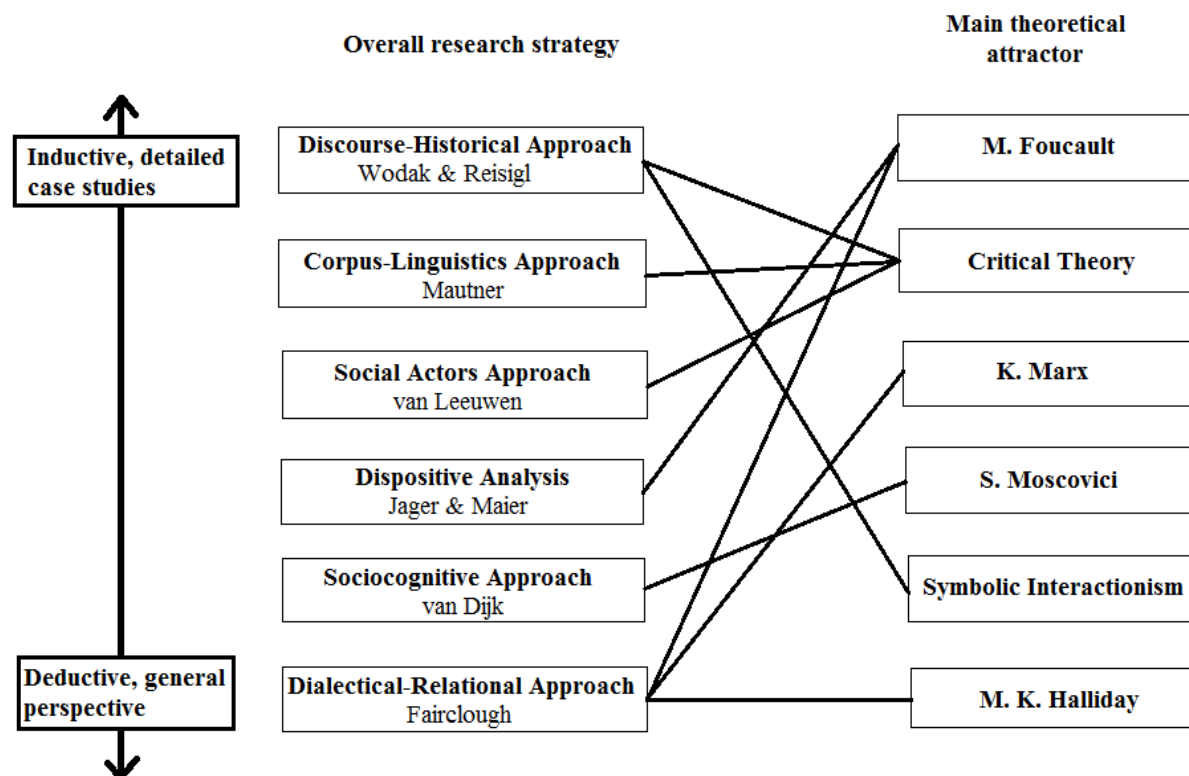 Overall research strategy
Main theoretical
attractor
Inductive, detailed
case studies
Discourse-Historical Approach
Wodak & Reisigl
M. Foucault
Corpus-Linguistics Approach
Mautner
Critical Theory
Social Actors Approach
van Leeuwen
K. Marx
Dispositive Analysis
Jager & Maier
S. Moscovici
Sociocognitive Approach
van Dijk
Symbolic Interactionism
Deductive, general
perspective
Dialectical-Relational Approach
Fairclough
M. K. Halliday